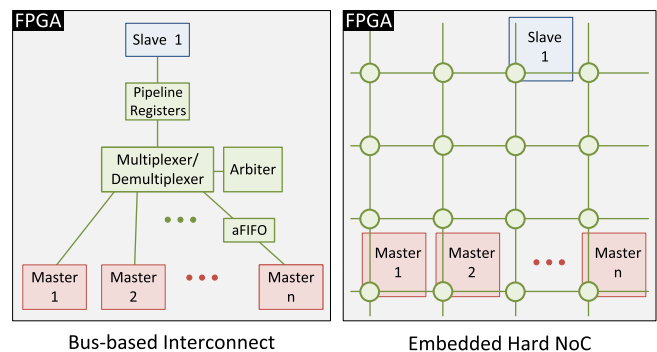 FPGA
Slave 1
Pipeline
Registers
Multiplexer/
Demultiplexer
Arbiter
aFIFO
Master
1
Master
2
Master
n
Bus-based Interconnect
FPGA
Slave
1
Master
1
Master
2
Master
n
Embedded Hard NoC